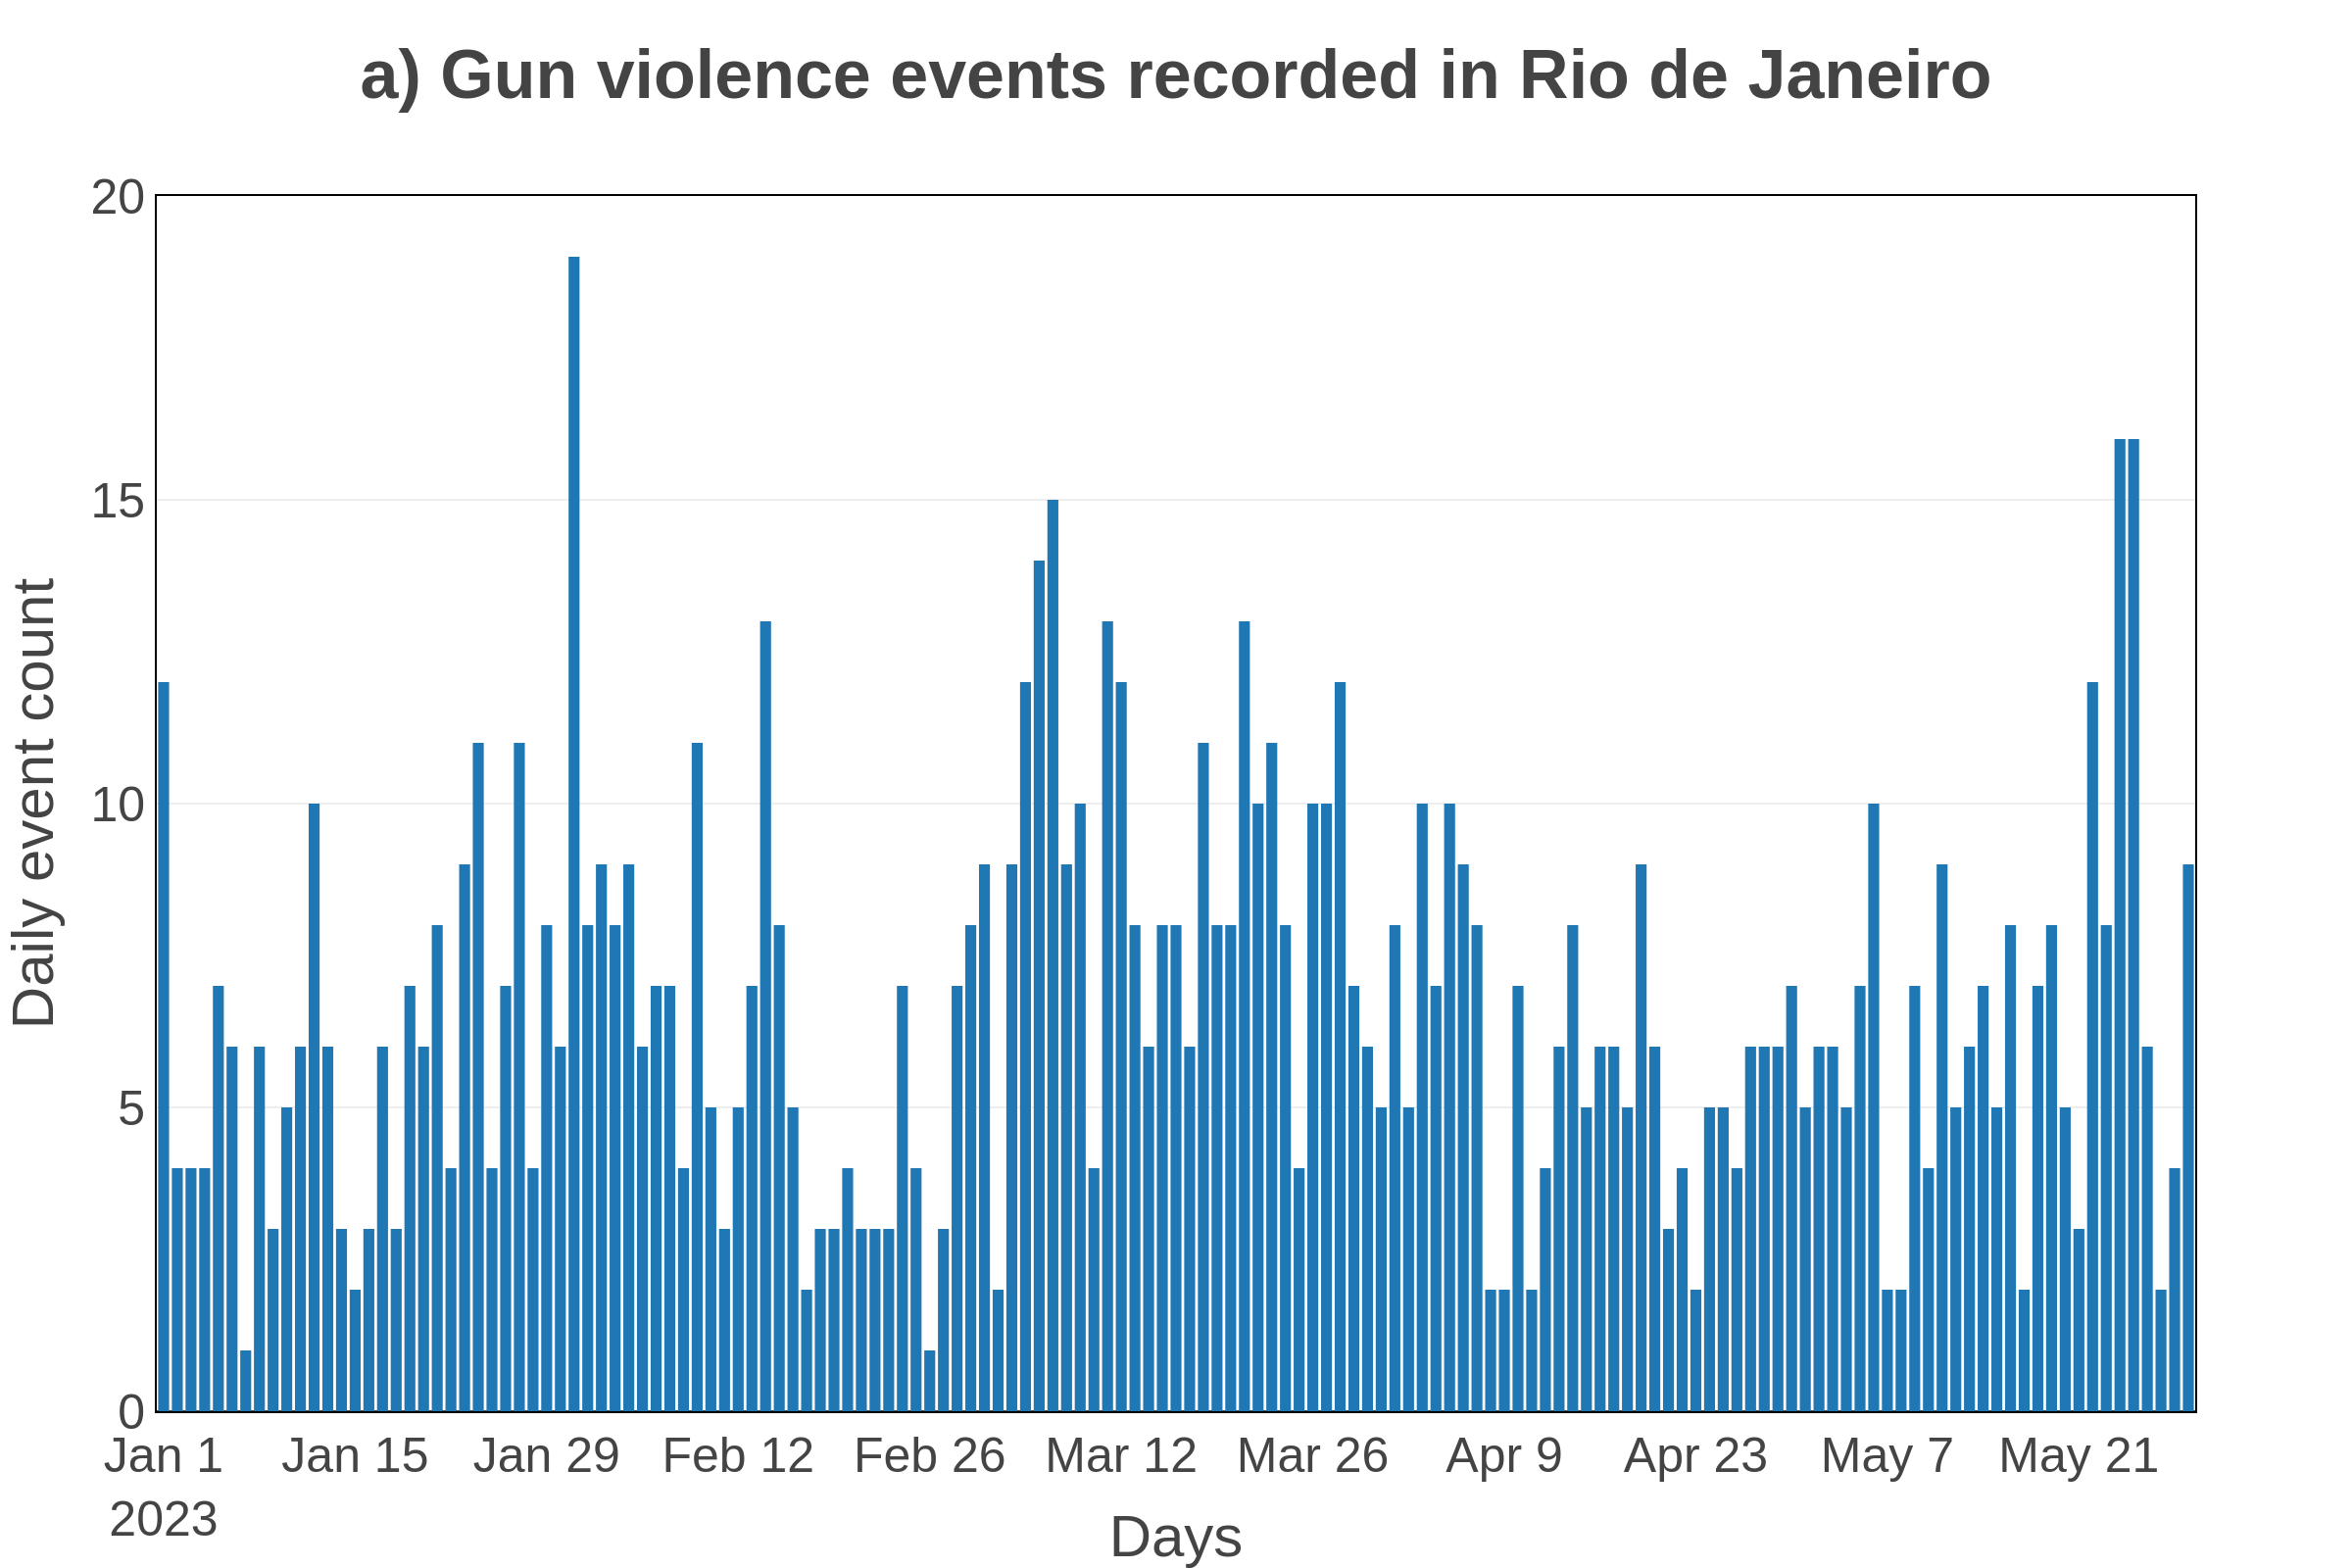 a) Gun violence events recorded in Rio de Janeiro
20
15
10
5
0
Daily event count
Jan 1 Jan 15 Jan 29 Feb 12 Feb 26 Mar 12 Mar 26 Apr 9 Apr 23 May 7 May 21
2023
Days